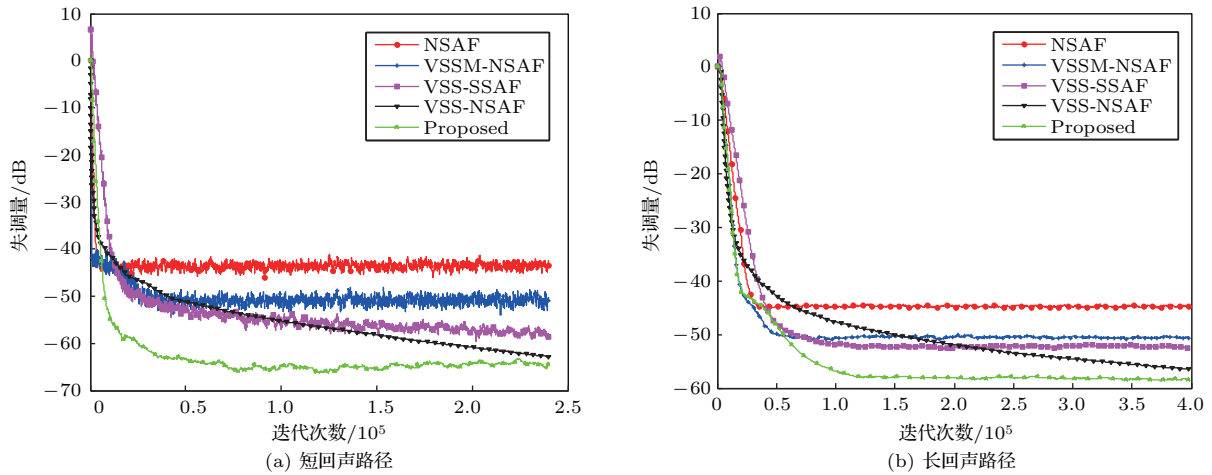 10
0
−10
−20
−30
−40
−50
−60
−70
失调量/dB
NSAF
VSSM-NSAF
VSS-SSAF
VSS-NSAF
Proposed
0 0.5 1.0 1.5 2.0 2.5
迭代次数/10⁵
(a) 短回声路径
10
0
−10
−20
−30
−40
−50
−60
失调量/dB
NSAF
VSSM-NSAF
VSS-SSAF
VSS-NSAF
Proposed
0 0.5 1.0 1.5 2.0 2.5 3.0 3.5 4.0
迭代次数/10⁵
(b) 长回声路径